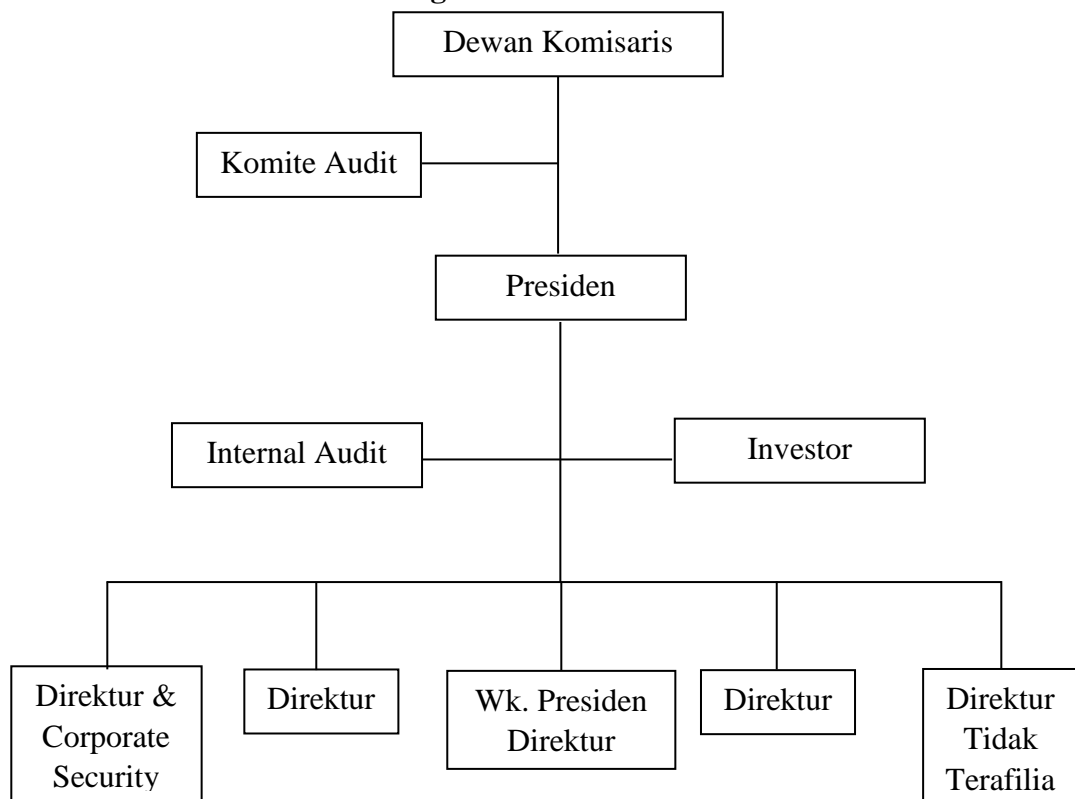 Dewan Komisaris
Komite Audit
Presiden
Internal Audit
Investor
Direktur &
Corporate
Security
Direktur
Wk. Presiden
Direktur
Direktur
Direktur
Tidak
Terafilia